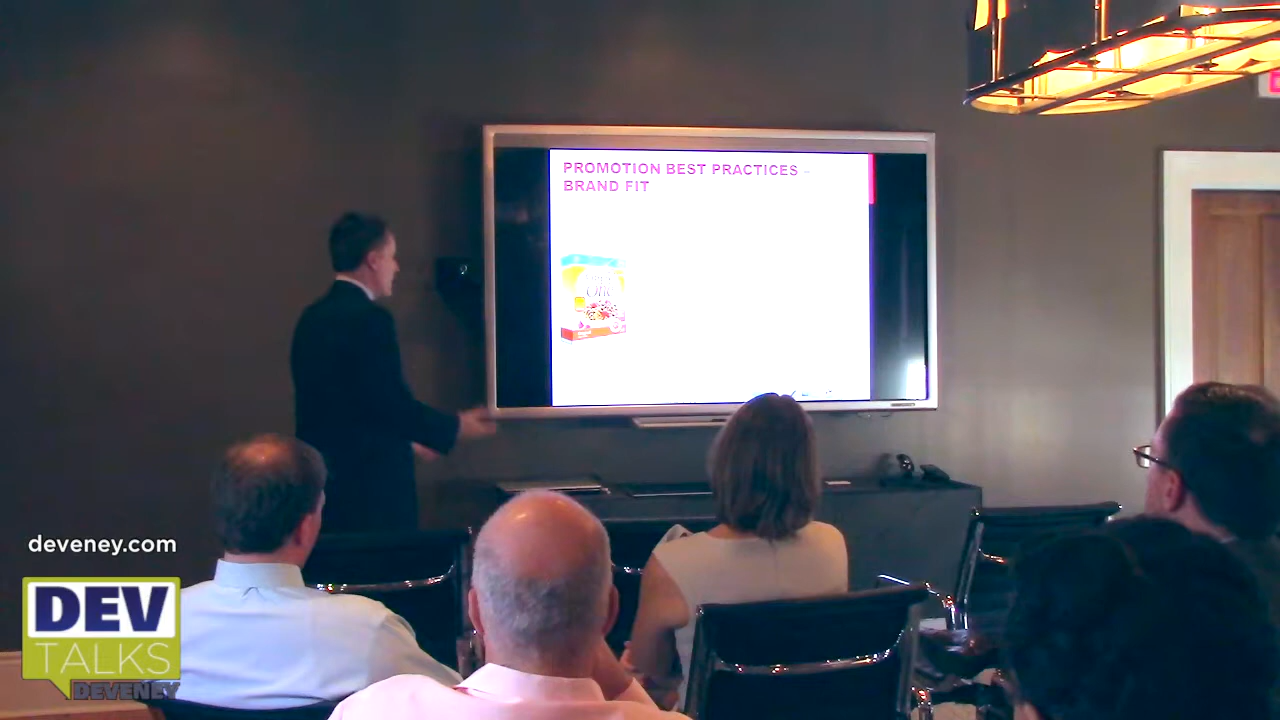 PROMOTION BEST PRACTICES –
BRAND FIT
deveney.com
DEV
TALKS
DEVENEY